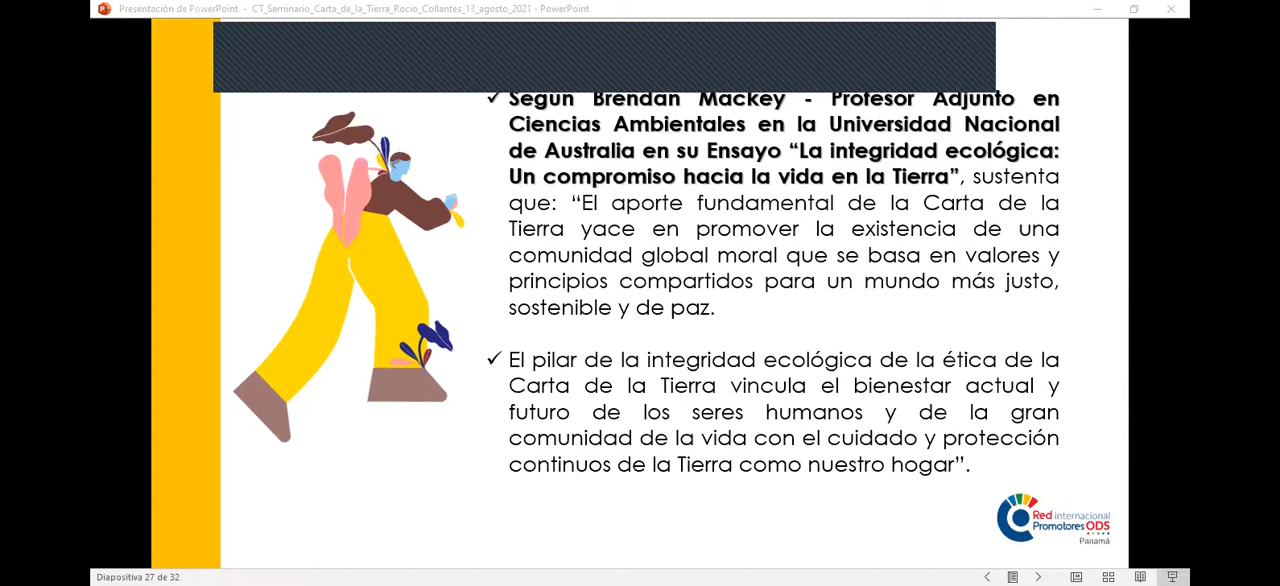 Presentación de PowerPoint - CT_Seminario_Carta_de_la_Tierra_Rocio_Collantes_13_agosto_2021 - PowerPoint
✓ Según Brendan Mackey - Profesor Adjunto en
Ciencias Ambientales en la Universidad Nacional
de Australia en su Ensayo “La integridad ecológica:
Un compromiso hacia la vida en la Tierra”, sustenta
que: “El aporte fundamental de la Carta de la
Tierra yace en promover la existencia de una
comunidad global moral que se basa en valores y
principios compartidos para un mundo más justo,
sostenible y de paz.
✓ El pilar de la integridad ecológica de la ética de la
Carta de la Tierra vincula el bienestar actual y
futuro de los seres humanos y de la gran
comunidad de la vida con el cuidado y protección
continuos de la Tierra como nuestro hogar”.
Red internacional
Promotores ODS
Panamá
Diapositiva 27 de 32